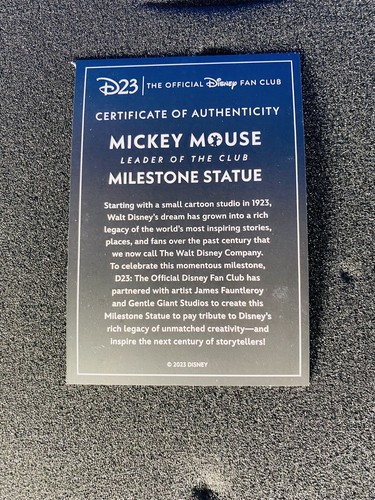 D23 | THE OFFICIAL Disney FAN CLUB
CERTIFICATE OF AUTHENTICITY
MICKEY MOUSE
LEADER OF THE CLUB
MILESTONE STATUE
Starting with a small cartoon studio in 1923,
Walt Disney's dream has grown into a rich
legacy of the world's most inspiring stories,
places, and fans over the past century that
we now call The Walt Disney Company.
To celebrate this momentous milestone,
D23: The Official Disney Fan Club has
partnered with artist James Fauntleroy
and Gentle Giant Studios to create this
Milestone Statue to pay tribute to Disney's
rich legacy of unmatched creativity—and
inspire the next century of storytellers!
© 2023 DISNEY